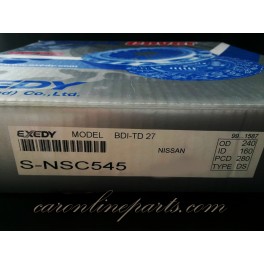 EXEDY
) Co.,Ltd.
EXEDY MODEL BDI-TD 27
NISSAN
S-NSC545
OD 240
ID 160
PCD 280
TYPE DS
caronlineparts.com